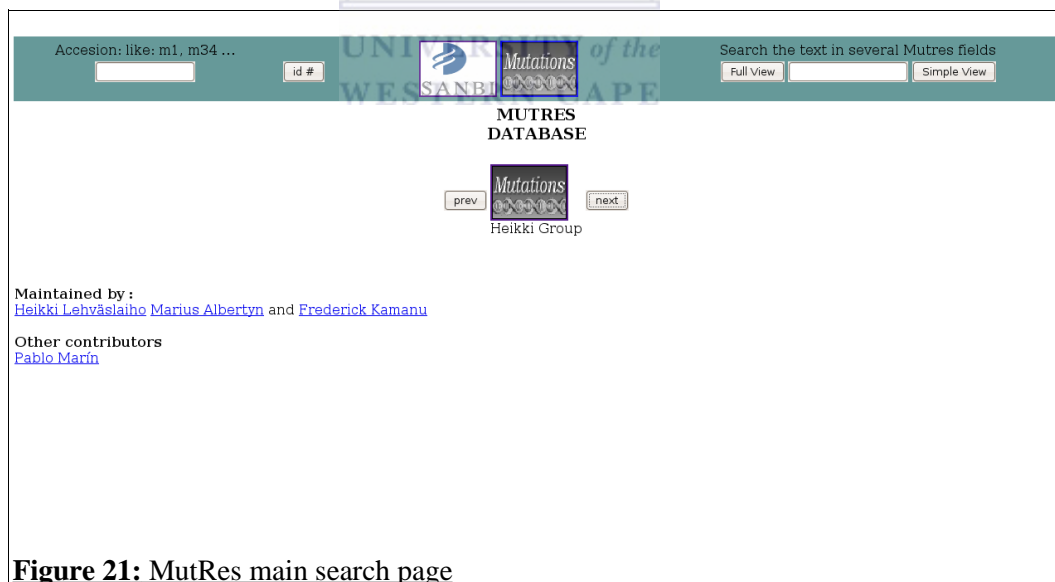 Accesion: like: m1, m34 ...
id #
UNIVERSITY of the
WESTERN CAPE
SANBI
Mutations
Search the text in several Mutres fields
Full View
Simple View
MUTRES
DATABASE
prev
Mutations
next
Heikki Group
Maintained by :
Heikki Lehväslaiho Marius Albertyn and Frederick Kamanu
Other contributors
Pablo Marín
Figure 21: MutRes main search page